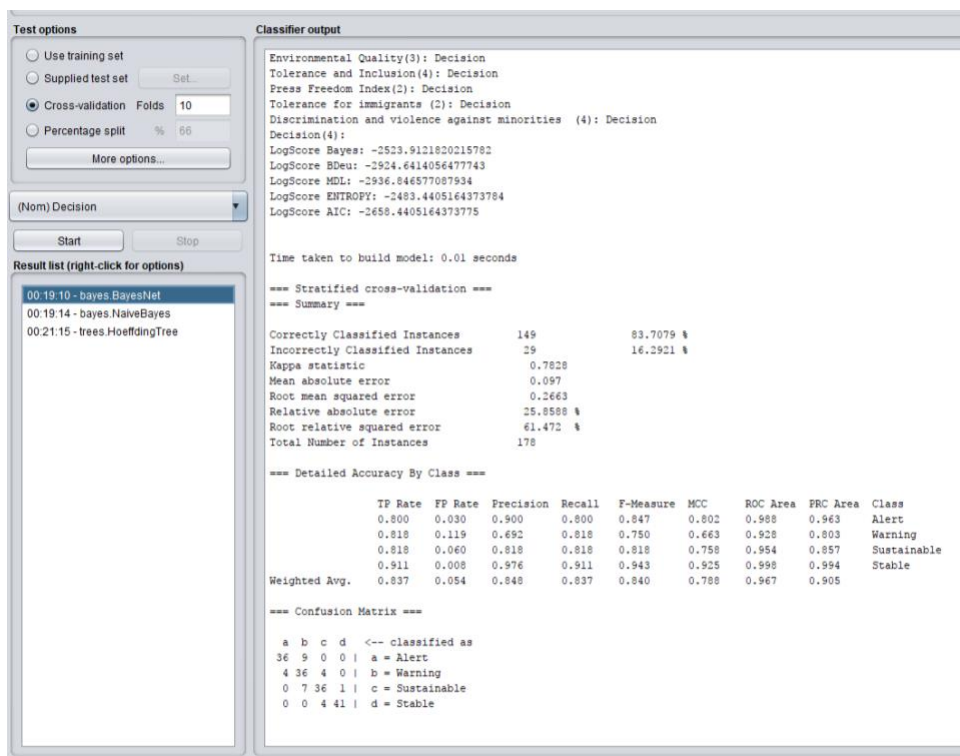 Test options
Use training set
Supplied test set Set...
Cross-validation Folds 10
Percentage split % 66
More options...
(Nom) Decision
Start Stop
Result list (right-click for options)
00:19:10 - bayes.BayesNet
00:19:14 - bayes.NaiveBayes
00:21:15 - trees.HoeffdingTree
Classifier output
Environmental Quality(3): Decision
Tolerance and Inclusion(4): Decision
Press Freedom Index(2): Decision
Tolerance for immigrants (2): Decision
Discrimination and violence against minorities (4): Decision
Decision(4):
LogScore Bayes: -2523.9121820215782
LogScore BDeu: -2924.6414056477743
LogScore MDL: -2936.846577087934
LogScore ENTROPY: -2483.4405164373784
LogScore AIC: -2658.4405164373775
Time taken to build model: 0.01 seconds
=== Stratified cross-validation ===
=== Summary ===
Correctly Classified Instances 149 83.7079 %
Incorrectly Classified Instances 29 16.2921 %
Kappa statistic 0.7828
Mean absolute error 0.097
Root mean squared error 0.2663
Relative absolute error 25.8588 %
Root relative squared error 61.472 %
Total Number of Instances 178
=== Detailed Accuracy By Class ===
TP Rate FP Rate Precision Recall F-Measure MCC ROC Area PRC Area Class
0.800 0.030 0.900 0.800 0.847 0.802 0.988 0.963 Alert
0.818 0.119 0.692 0.818 0.750 0.663 0.928 0.803 Warning
0.818 0.060 0.818 0.818 0.818 0.758 0.954 0.857 Sustainable
0.911 0.008 0.976 0.911 0.943 0.925 0.998 0.994 Stable
Weighted Avg. 0.837 0.054 0.848 0.837 0.840 0.788 0.967 0.905
=== Confusion Matrix ===
a b c d <-- classified as
36 9 0 0 | a = Alert
4 36 4 0 | b = Warning
0 7 36 1 | c = Sustainable
0 0 4 41 | d = Stable